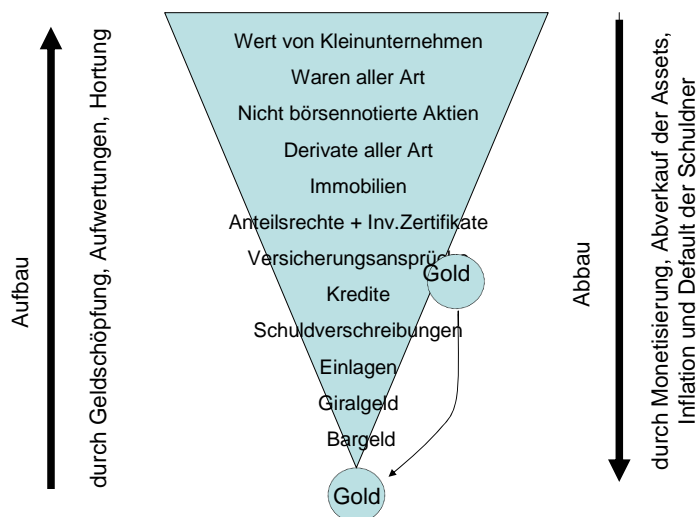 Aufbau
durch Geldschöpfung, Aufwertungen, Hortung
Wert von Kleinunternehmen
Waren aller Art
Nicht börsennotierte Aktien
Derivate aller Art
Immobilien
Anteilsrechte + Inv.Zertifikate
Versicherungsansprüche
Gold
Kredite
Schuldverschreibungen
Einlagen
Giralgeld
Bargeld
Gold
Abbau
durch Monetisierung, Abverkauf der Assets,
Inflation und Default der Schuldner